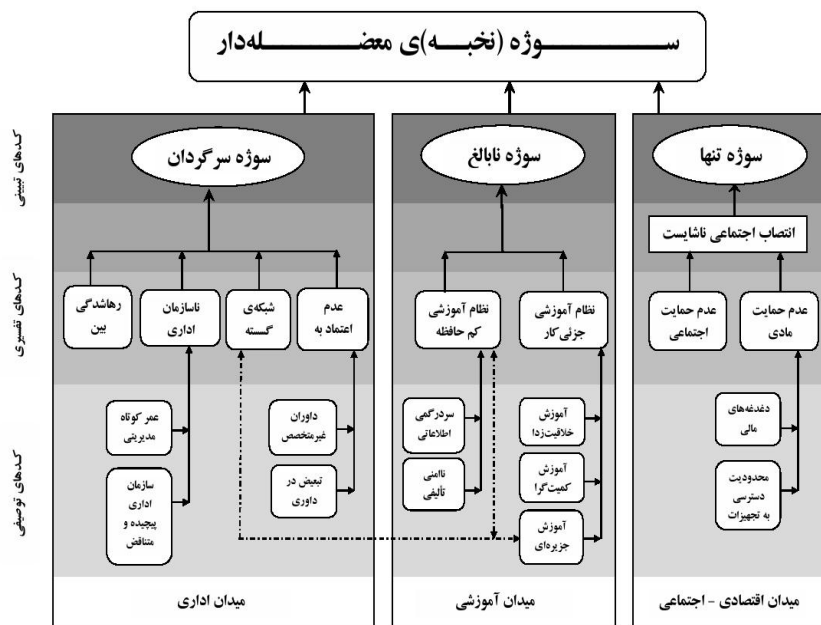 سوژه (نخبه)ی معضله‌دار
کدهای تبیینی
کدهای تفسیری
کدهای توصیفی
سوژه تنها
انتصاب اجتماعی ناشایست
عدم حمایت
مادی
عدم حمایت
اجتماعی
دغدغه‌های
مالی
محدودیت
دسترسی
به تجهیزات
میدان اقتصادی - اجتماعی
سوژه نابالغ
نظام آموزشی
جزئی‌کار
نظام آموزشی
کم حافظه
آموزش
خلاقیت‌زدا
آموزش
کمیت‌گرا
آموزش
جزیره‌ای
سردرگمی
اطلاعاتی
ناامنی
تألیفی
میدان آموزشی
سوژه سرگردان
عدم
اعتماد به
شبکه‌ی
گسسته
ناسازمان
اداری
رهاشدگی
بین
داوران
غیرمتخصص
تبعیض در
داوری
عمر کوتاه
مدیریتی
سازمان
اداری
پیچیده و
متناقض
میدان اداری